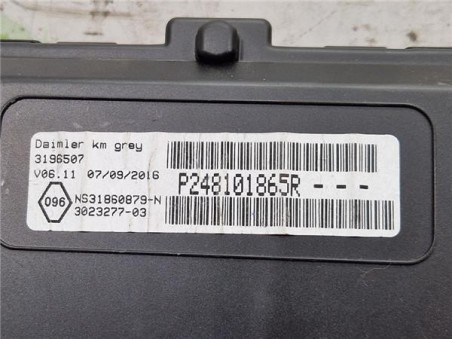 Daimler km grey
3196507
V06.11 07/09/2016
096
NS31860879-N
3023277-03
P248101865R - - -